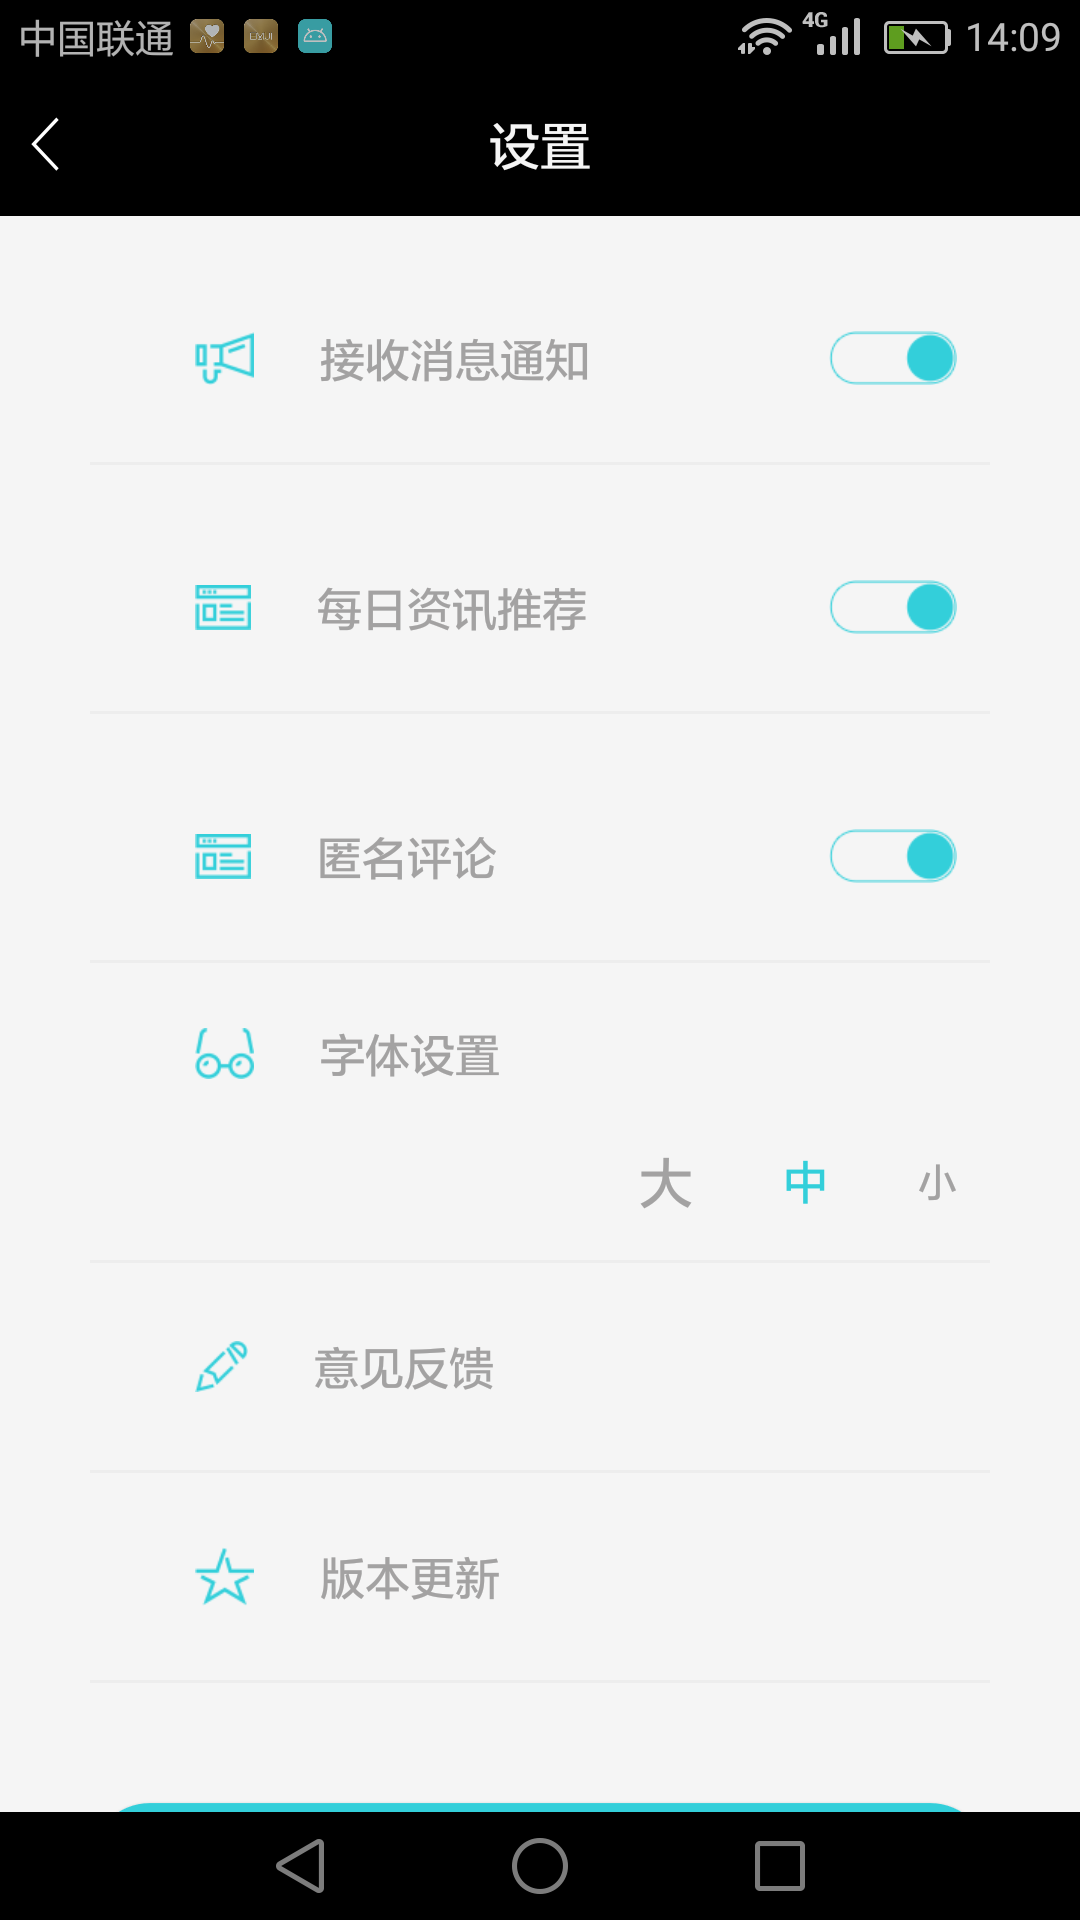 中国联通 EMUI 4G 14:09
设置
接收消息通知
每日资讯推荐
匿名评论
字体设置
大 中 小
意见反馈
版本更新